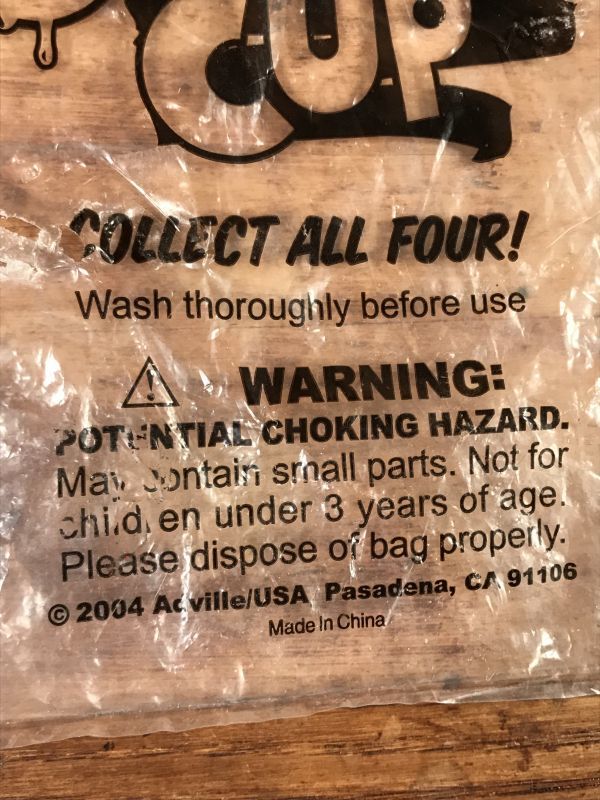 CUP
COLLECT ALL FOUR!
Wash thoroughly before use
WARNING:
POTENTIAL CHOKING HAZARD.
May contain small parts. Not for
children under 3 years of age.
Please dispose of bag properly.
© 2004 Adville/USA Pasadena, CA 91106
Made In China